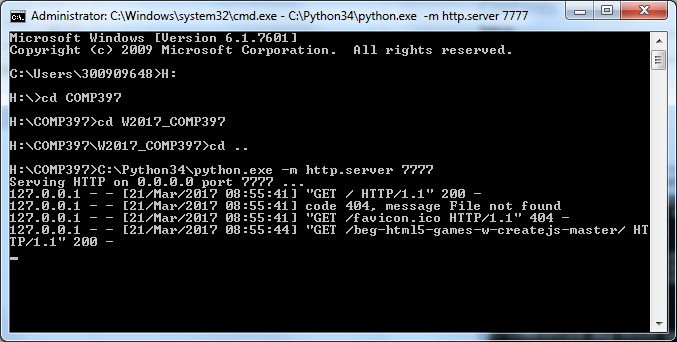 Administrator: C:\Windows\system32\cmd.exe - C:\Python34\python.exe -m http.server 7777
Microsoft Windows [Version 6.1.7601]
Copyright (c) 2009 Microsoft Corporation.  All rights reserved.
C:\Users\300909648>H:
H:\>cd COMP397
H:\COMP397>cd W2017_COMP397
H:\COMP397\W2017_COMP397>cd ..
H:\COMP397>C:\Python34\python.exe -m http.server 7777
Serving HTTP on 0.0.0.0 port 7777 ...
127.0.0.1 - - [21/Mar/2017 08:55:41] "GET / HTTP/1.1" 200 -
127.0.0.1 - - [21/Mar/2017 08:55:41] code 404, message File not found
127.0.0.1 - - [21/Mar/2017 08:55:41] "GET /favicon.ico HTTP/1.1" 404 -
127.0.0.1 - - [21/Mar/2017 08:55:44] "GET /beg-html5-games-w-createjs-master/ HT
TP/1.1" 200 -